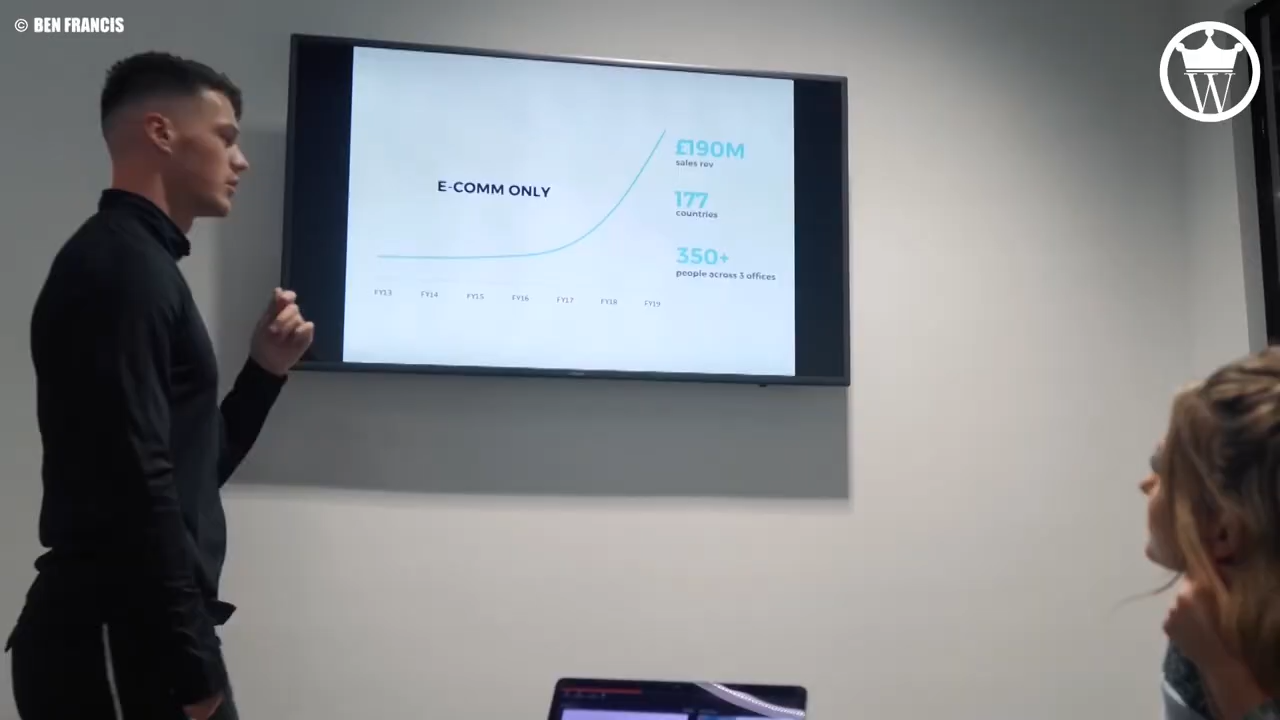 © BEN FRANCIS
W
E-COMM ONLY
£190M
sales rev
177
countries
350+
people across 3 offices
FY13 FY14 FY15 FY16 FY17 FY18 FY19